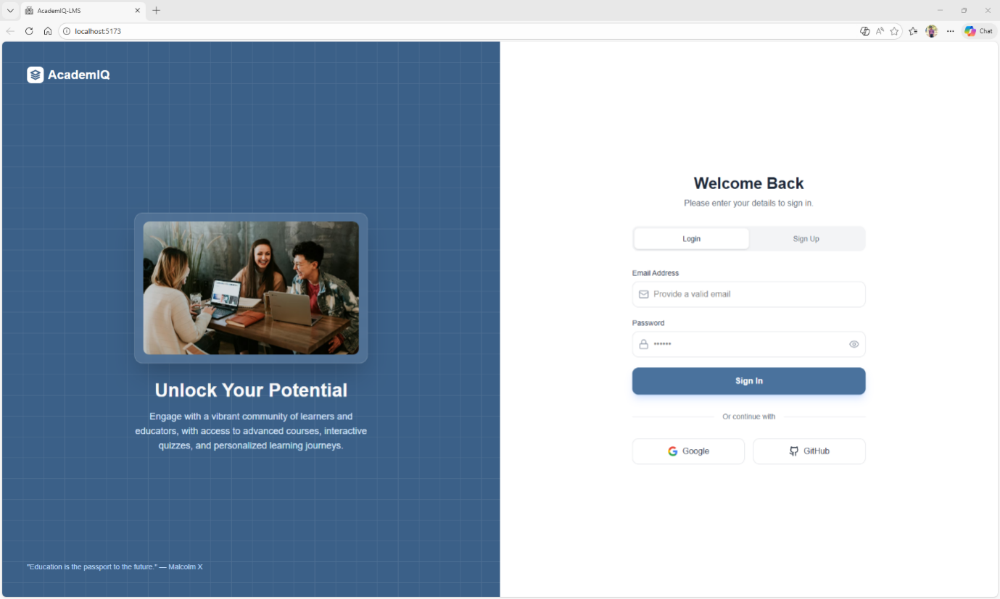 AcademIQ-LMS
localhost:5173
Chat
AcademIQ
Unlock Your Potential
Engage with a vibrant community of learners and
educators, with access to advanced courses, interactive
quizzes, and personalized learning journeys.
"Education is the passport to the future." — Malcolm X
Welcome Back
Please enter your details to sign in.
Login
Sign Up
Email Address
Provide a valid email
Password
••••••
Sign In
Or continue with
Google
GitHub